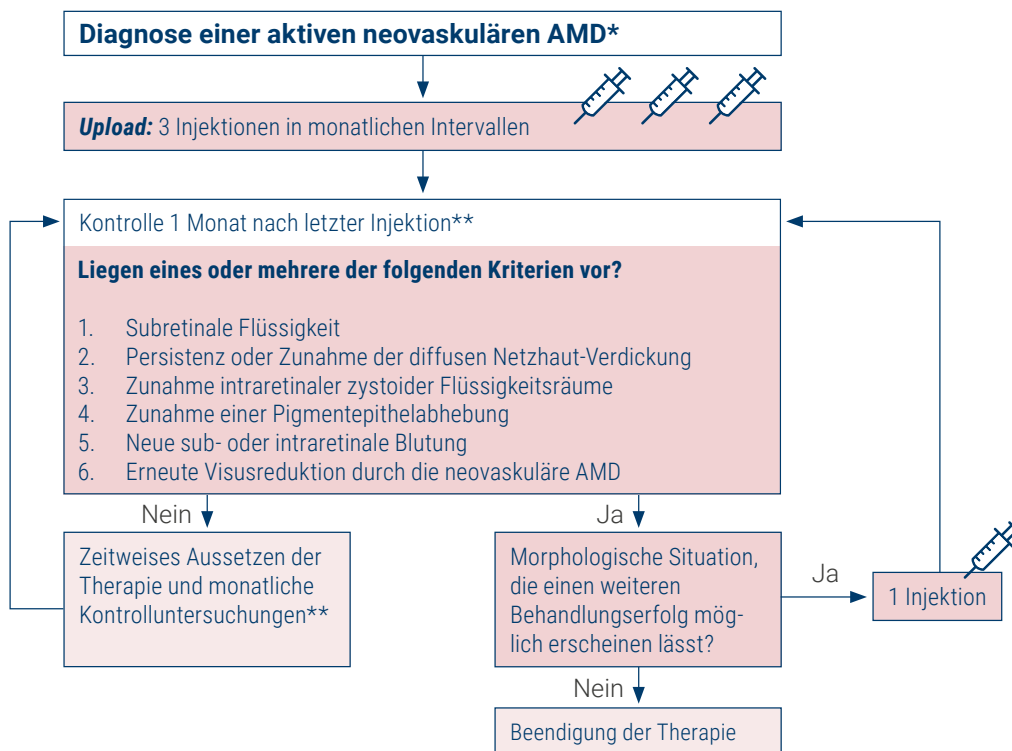 Diagnose einer aktiven neovaskulären AMD*
Upload: 3 Injektionen in monatlichen Intervallen
Kontrolle 1 Monat nach letzter Injektion**
Liegen eines oder mehrere der folgenden Kriterien vor?
1. Subretinale Flüssigkeit
2. Persistenz oder Zunahme der diffusen Netzhaut-Verdickung
3. Zunahme intraretinaler zystoider Flüssigkeitsräume
4. Zunahme einer Pigmentepithelabhebung
5. Neue sub- oder intraretinale Blutung
6. Erneute Visusreduktion durch die neovaskuläre AMD
Nein
Zeitweises Aussetzen der
Therapie und monatliche
Kontrolluntersuchungen**
Ja
Morphologische Situation,
die einen weiteren
Behandlungserfolg mög-
lich erscheinen lässt?
Ja
1 Injektion
Nein
Beendigung der Therapie